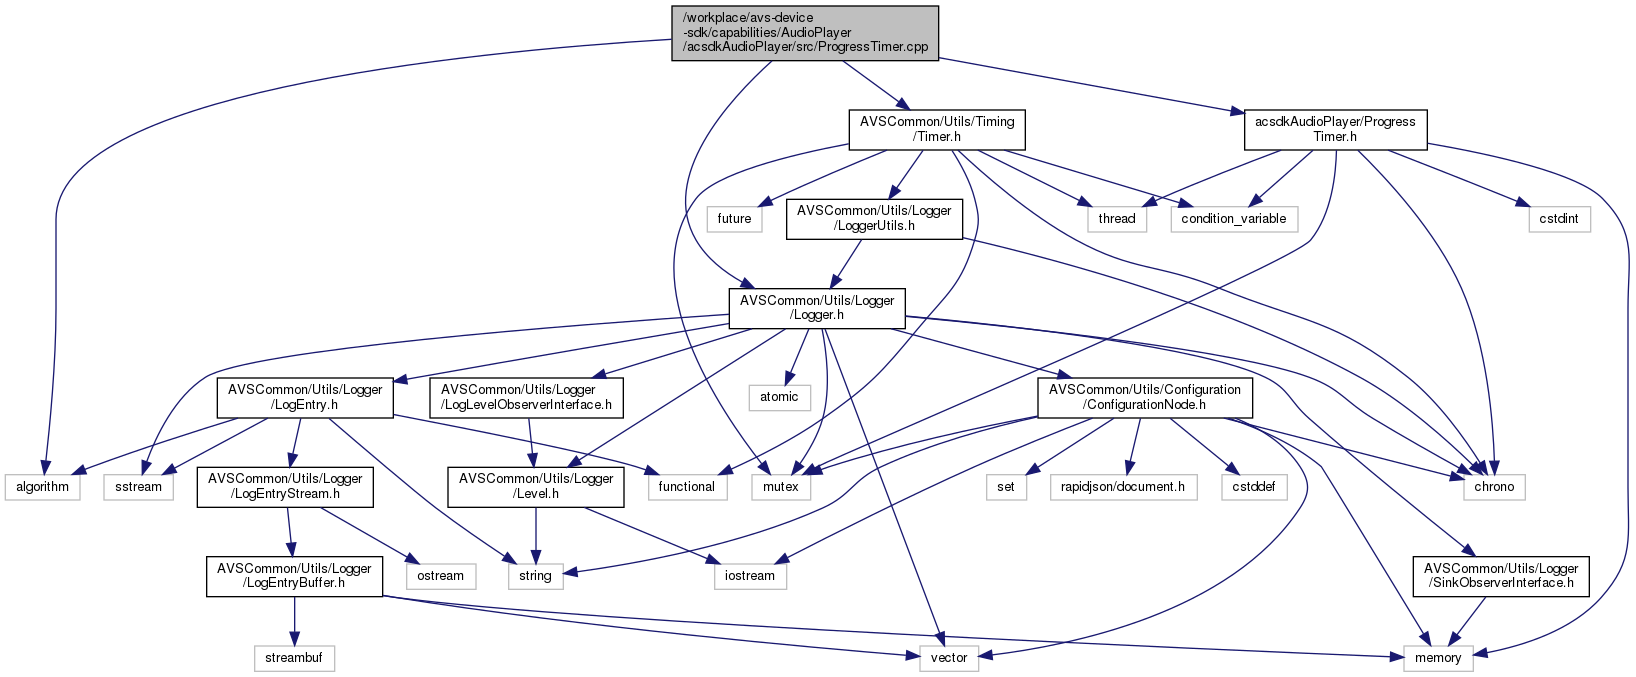 /workplace/avs-device
-sdk/capabilities/AudioPlayer
/acsdkAudioPlayer/src/ProgressTimer.cpp
AVSCommon/Utils/Timing
/Timer.h
acsdkAudioPlayer/Progress
Timer.h
future
AVSCommon/Utils/Logger
/LoggerUtils.h
thread
condition_variable
cstdint
AVSCommon/Utils/Logger
/Logger.h
AVSCommon/Utils/Logger
/LogEntry.h
AVSCommon/Utils/Logger
/LogLevelObserverInterface.h
atomic
AVSCommon/Utils/Configuration
/ConfigurationNode.h
algorithm
sstream
AVSCommon/Utils/Logger
/LogEntryStream.h
AVSCommon/Utils/Logger
/Level.h
functional
mutex
set
rapidjson/document.h
cstddef
chrono
AVSCommon/Utils/Logger
/LogEntryBuffer.h
ostream
string
iostream
AVSCommon/Utils/Logger
/SinkObserverInterface.h
streambuf
vector
memory